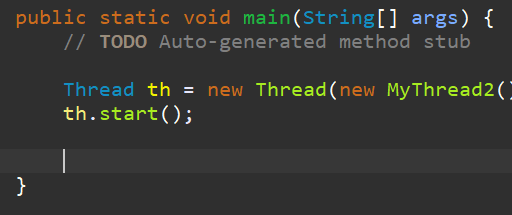 public static void main(String[] args) {
// TODO Auto-generated method stub
Thread th = new Thread(new MyThread2()
th.start();
}